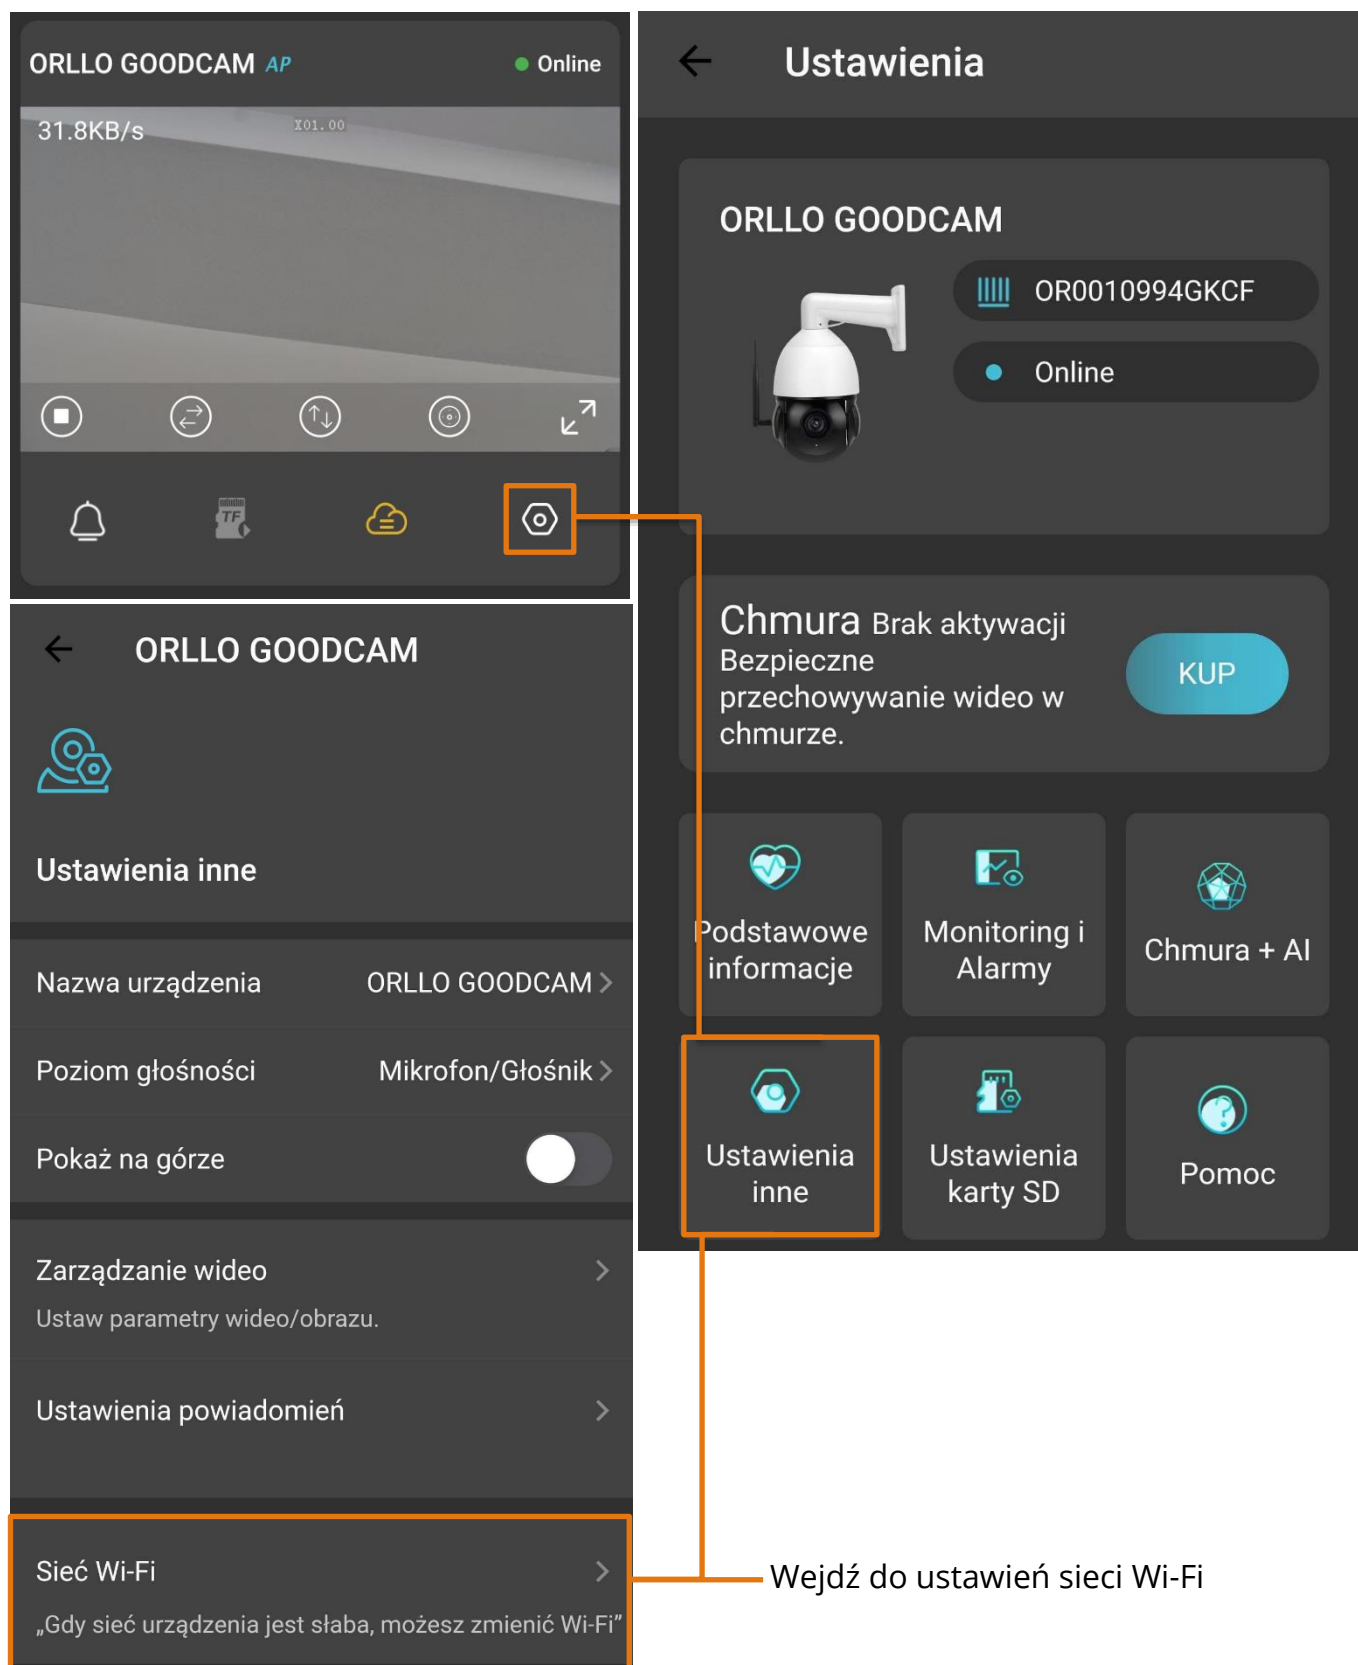 ORLLO GOODCAM AP
Online
31.8KB/s
X01.00
TF
Ustawienia
ORLLO GOODCAM
OR0010994GKCF
Online
Chmura Brak aktywacji
Bezpieczne
przechowywanie wideo w
chmurze.
KUP
Podstawowe
informacje
Monitoring i
Alarmy
Chmura + AI
Ustawienia
inne
Ustawienia
karty SD
Pomoc
ORLLO GOODCAM
Ustawienia inne
Nazwa urządzenia
ORLLO GOODCAM
Poziom głośności
Mikrofon/Głośnik
Pokaż na górze
Zarządzanie wideo
Ustaw parametry wideo/obrazu.
Ustawienia powiadomień
Sieć Wi-Fi
„Gdy sieć urządzenia jest słaba, możesz zmienić Wi-Fi”
Wejdź do ustawień sieci Wi-Fi